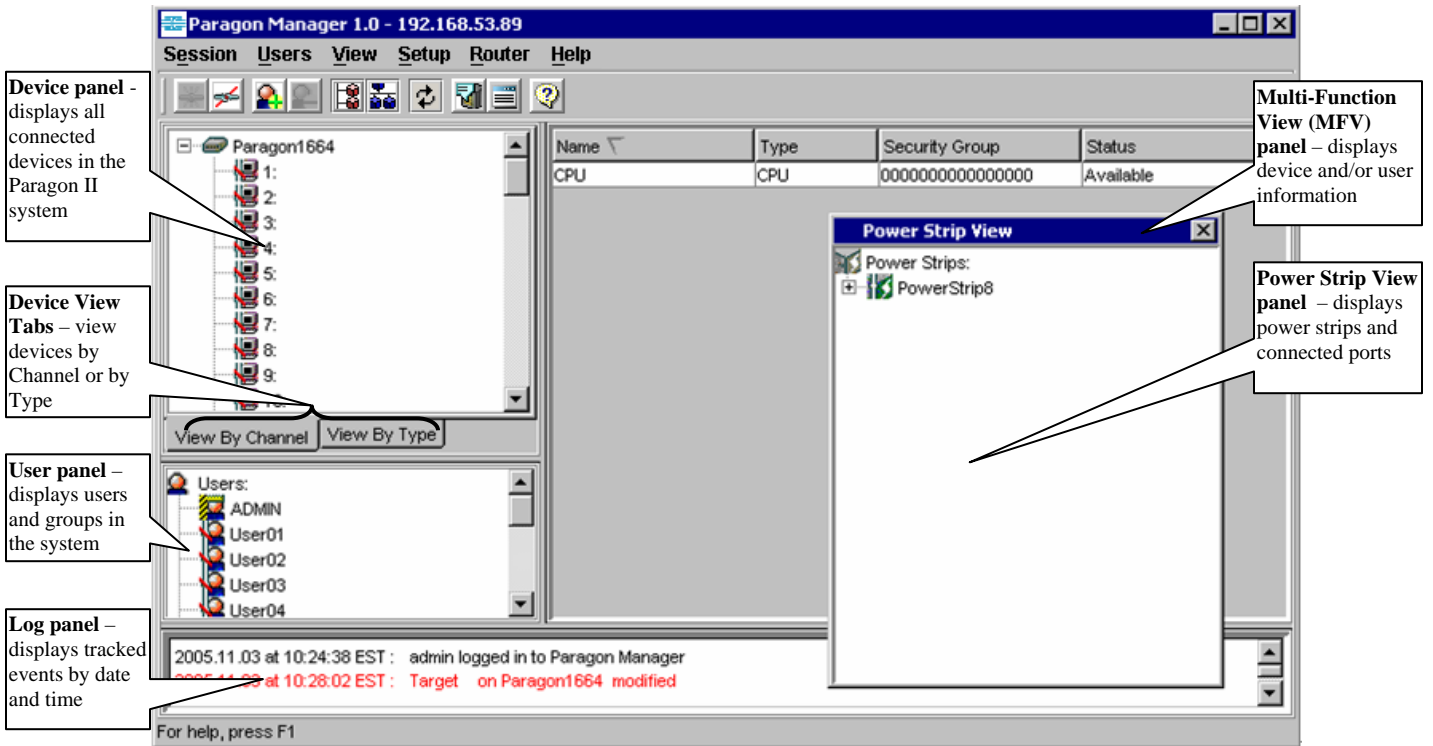 Paragon Manager 1.0 - 192.168.53.89
Session Users View Setup Router Help
Device panel -
displays all
connected
devices in the
Paragon II
system
Device View
Tabs – view
devices by
Channel or by
Type
User panel –
displays users
and groups in
the system
Log panel –
displays tracked
events by date
and time
Paragon1664
1:
2:
3:
4:
5:
6:
7:
8:
9:
10:
View By Channel View By Type
Users:
ADMIN
User01
User02
User03
User04
Name Type Security Group Status
CPU CPU 0000000000000000 Available
Power Strip View
Power Strips:
PowerStrip8
Multi-Function
View (MFV)
panel – displays
device and/or user
information
Power Strip View
panel – displays
power strips and
connected ports
2005.11.03 at 10:24:38 EST : admin logged in to Paragon Manager
2005.11.03 at 10:28:02 EST : Target on Paragon1664 modified
For help, press F1